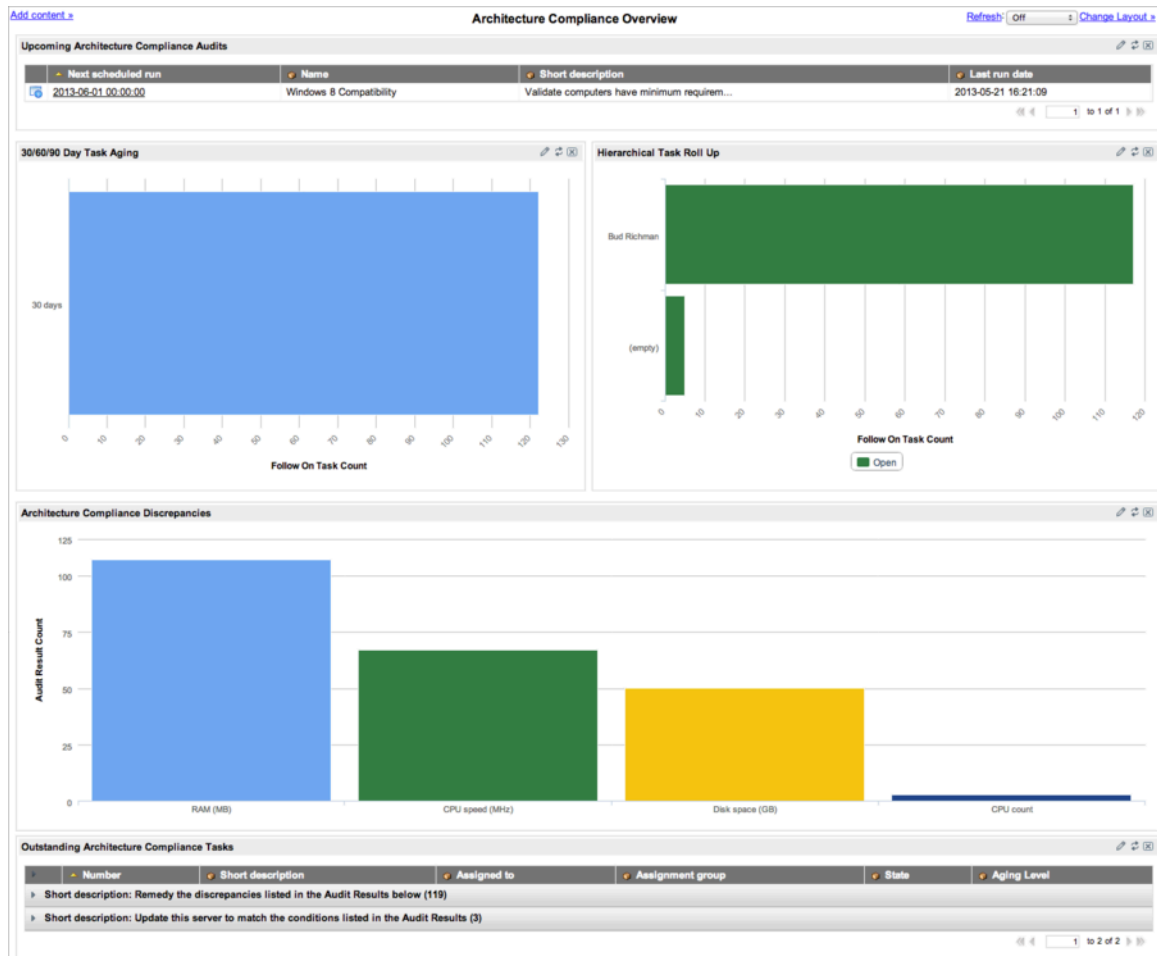 Add content »
Architecture Compliance Overview
Refresh: Off Change Layout »
Upcoming Architecture Compliance Audits
Next scheduled run Name Short description Last run date
2013-06-01 00:00:00 Windows 8 Compatibility Validate computers have minimum requirem... 2013-05-21 16:21:09
1 to 1 of 1
30/60/90 Day Task Aging
30 days
0 10 20 30 40 50 60 70 80 90 100 110 120 130
Follow On Task Count
Hierarchical Task Roll Up
Bud Richman
(empty)
0 10 20 30 40 50 60 70 80 90 100 110 120
Follow On Task Count
Open
Architecture Compliance Discrepancies
125
100
75
50
25
0
Audit Result Count
RAM (MB) CPU speed (MHz) Disk space (GB) CPU count
Outstanding Architecture Compliance Tasks
Number Short description Assigned to Assignment group State Aging Level
Short description: Remedy the discrepancies listed in the Audit Results below (119)
Short description: Update this server to match the conditions listed in the Audit Results (3)
1 to 2 of 2